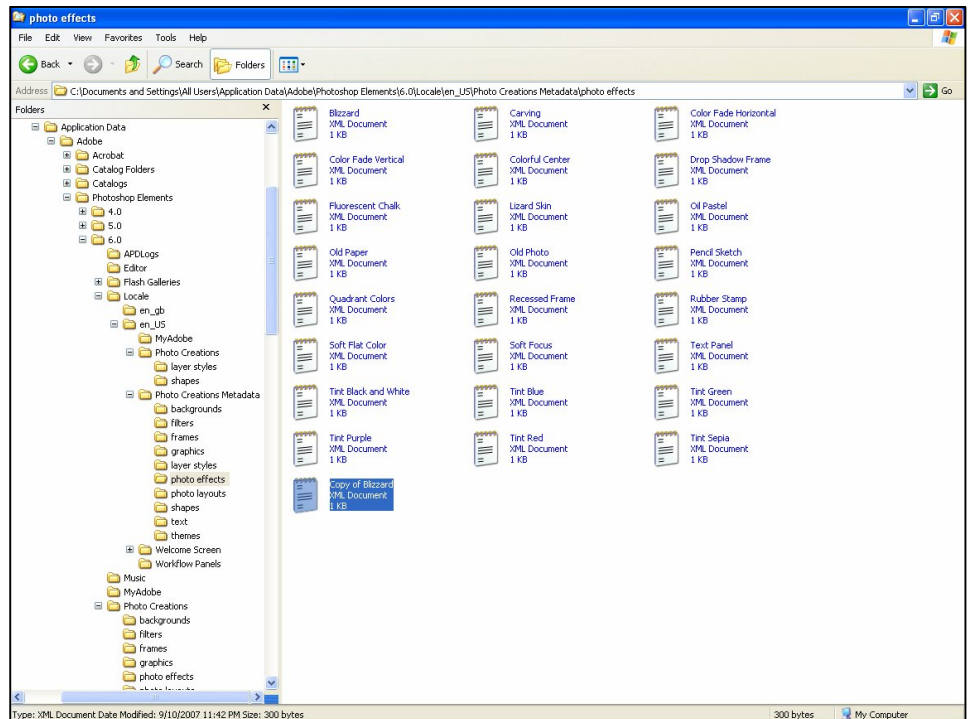 photo effects
File Edit View Favorites Tools Help
Back Search Folders
Address C:\Documents and Settings\All Users\Application Data\Adobe\Photoshop Elements\6.0\Locale\en_US\Photo Creations Metadata\photo effects Go
Folders
Application Data
Adobe
Acrobat
Catalog Folders
Catalogs
Photoshop Elements
4.0
5.0
6.0
APDLogs
Editor
Flash Galleries
Locale
en_gb
en_US
MyAdobe
Photo Creations
layer styles
shapes
Photo Creations Metadata
backgrounds
filters
frames
graphics
layer styles
photo effects
photo layouts
shapes
text
themes
Welcome Screen
Workflow Panels
Music
MyAdobe
Photo Creations
backgrounds
filters
frames
graphics
photo effects
photo layouts
Blizzard
XML Document
1 KB
Carving
XML Document
1 KB
Color Fade Horizontal
XML Document
1 KB
Color Fade Vertical
XML Document
1 KB
Colorful Center
XML Document
1 KB
Drop Shadow Frame
XML Document
1 KB
Fluorescent Chalk
XML Document
1 KB
Lizard Skin
XML Document
1 KB
Oil Pastel
XML Document
1 KB
Old Paper
XML Document
1 KB
Old Photo
XML Document
1 KB
Pencil Sketch
XML Document
1 KB
Quadrant Colors
XML Document
1 KB
Recessed Frame
XML Document
1 KB
Rubber Stamp
XML Document
1 KB
Soft Flat Color
XML Document
1 KB
Soft Focus
XML Document
1 KB
Text Panel
XML Document
1 KB
Tint Black and White
XML Document
1 KB
Tint Blue
XML Document
1 KB
Tint Green
XML Document
1 KB
Tint Purple
XML Document
1 KB
Tint Red
XML Document
1 KB
Tint Sepia
XML Document
1 KB
Copy of Blizzard
XML Document
1 KB
Type: XML Document Date Modified: 9/10/2007 11:42 PM Size: 300 bytes 300 bytes My Computer